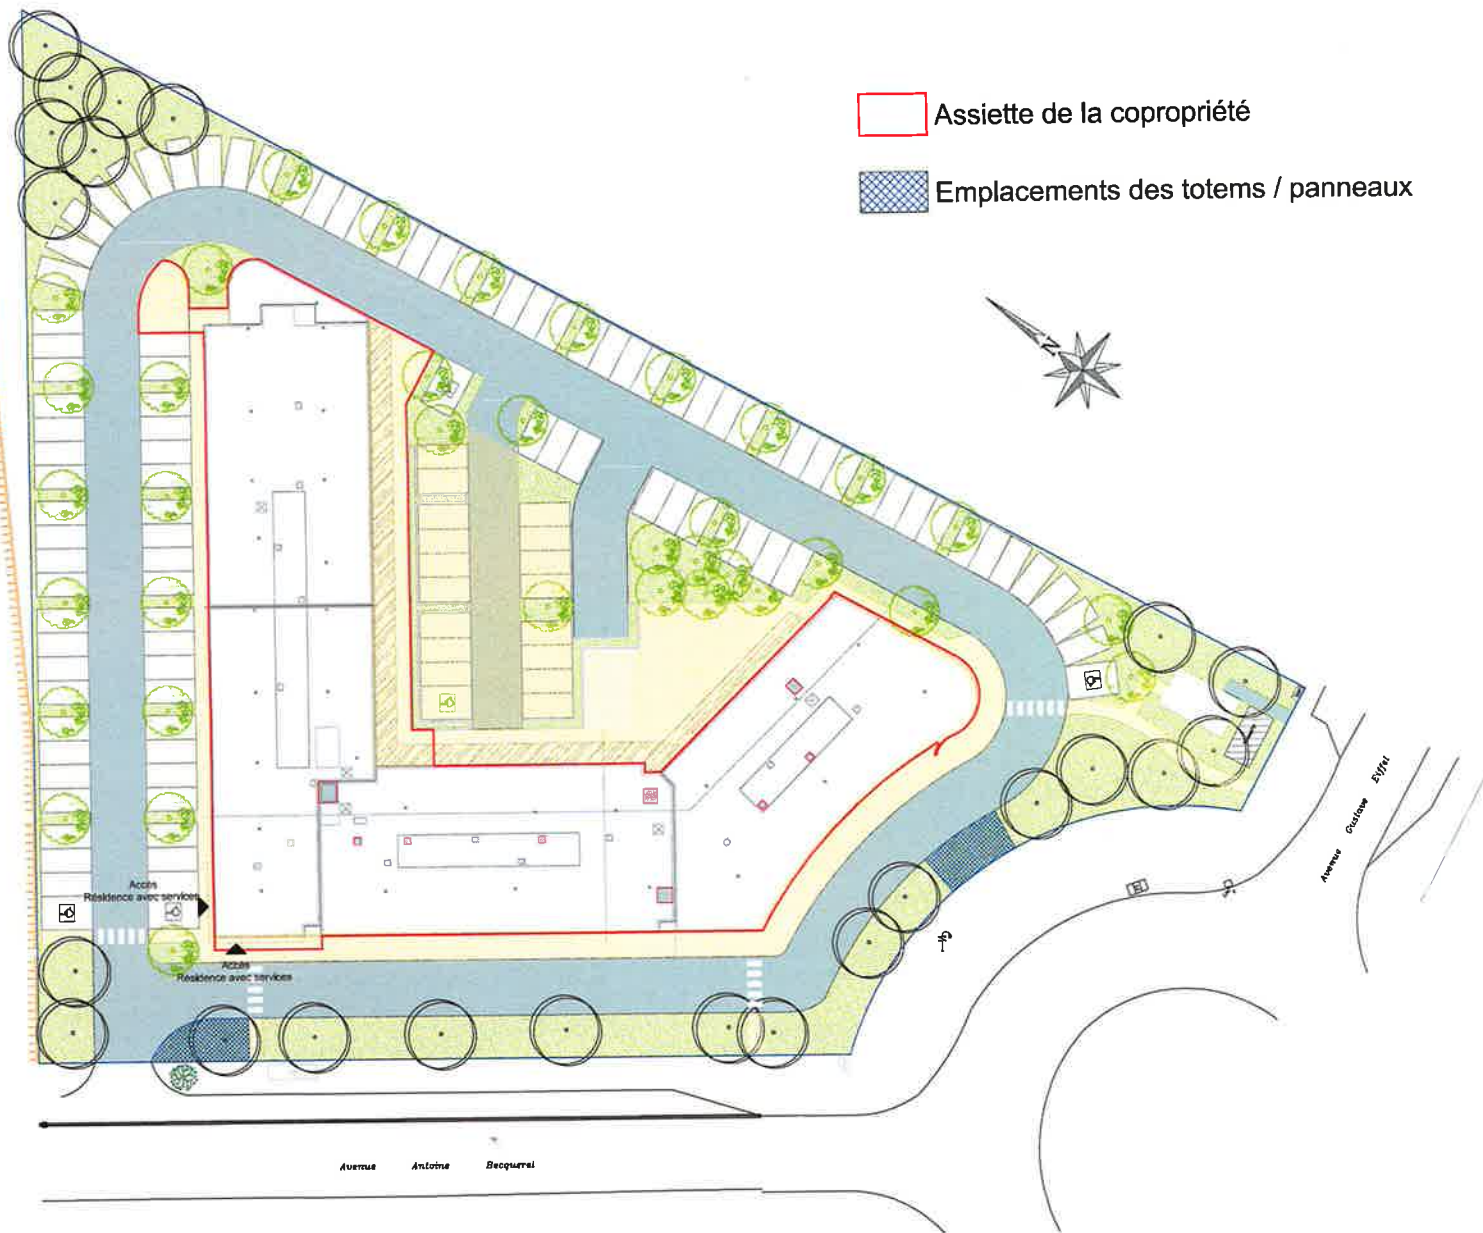 Assiette de la copropriété
Emplacements des totems / panneaux
N
Accès
Résidence avec services
Accès
Résidence avec services
Avenue Gustave Eiffel
Avenue Antoine Becquerel